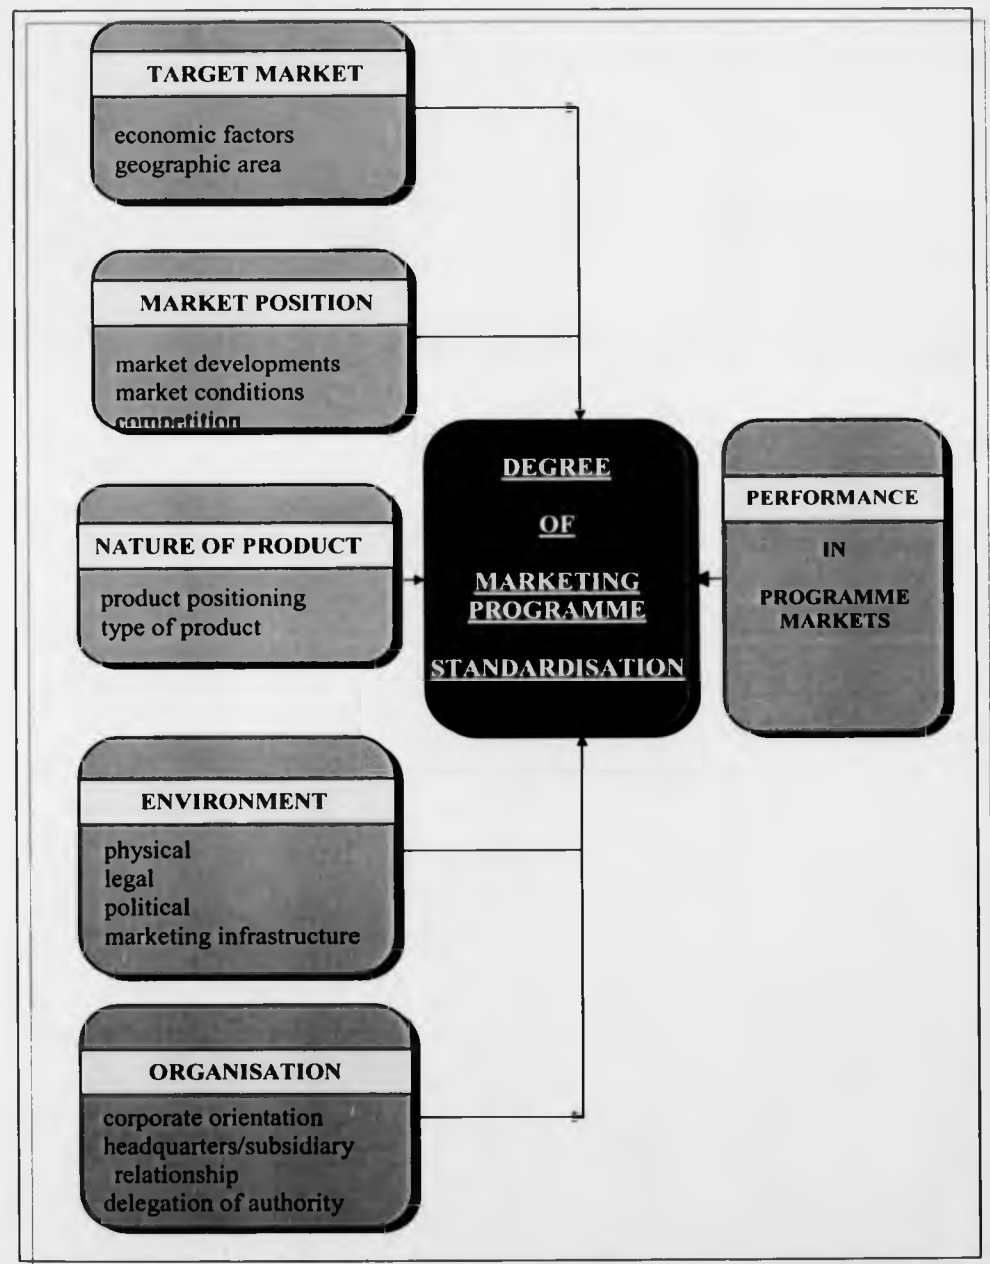 TARGET MARKET
economic factors
geographic area
MARKET POSITION
market developments
market conditions
competition
NATURE OF PRODUCT
product positioning
type of product
ENVIRONMENT
physical
legal
political
marketing infrastructure
ORGANISATION
corporate orientation
headquarters/subsidiary
relationship
delegation of authority
DEGREE
OF
MARKETING
PROGRAMME
STANDARDISATION
PERFORMANCE
IN
PROGRAMME
MARKETS